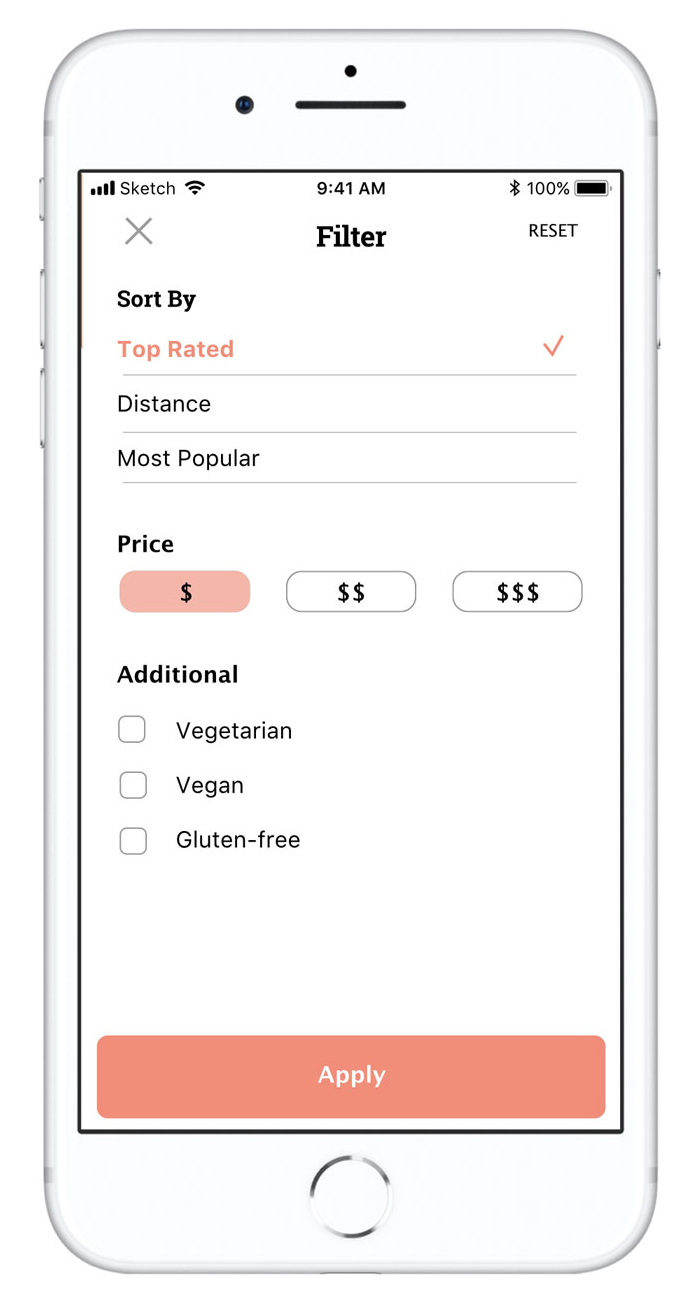 Sketch 9:41 AM 100%
Filter RESET
Sort By
Top Rated
Distance
Most Popular
Price
$ $$ $$$
Additional
Vegetarian
Vegan
Gluten-free
Apply